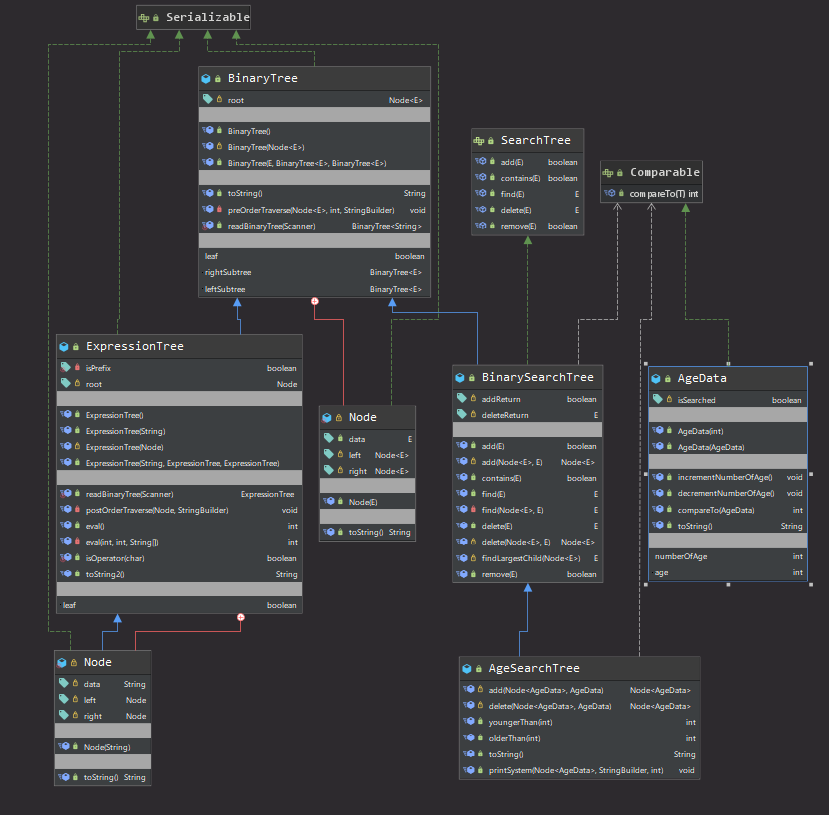 Serializable
BinaryTree
root Node<E>
BinaryTree()
BinaryTree(Node<E>)
BinaryTree(E, BinaryTree<E>, BinaryTree<E>)
toString() String
preOrderTraverse(Node<E>, int, StringBuilder) void
readBinaryTree(Scanner) BinaryTree<String>
leaf boolean
rightSubtree BinaryTree<E>
leftSubtree BinaryTree<E>
SearchTree
add(E) boolean
contains(E) boolean
find(E) E
delete(E) E
remove(E) boolean
Comparable
compareTo(T) int
ExpressionTree
isPrefix boolean
root Node
ExpressionTree()
ExpressionTree(String)
ExpressionTree(Node)
ExpressionTree(String, ExpressionTree, ExpressionTree)
readBinaryTree(Scanner) ExpressionTree
postOrderTraverse(Node, StringBuilder) void
eval() int
eval(int, int, String[]) int
isOperator(char) boolean
toString2() String
leaf boolean
Node
data E
left Node<E>
right Node<E>
Node(E)
toString() String
BinarySearchTree
addReturn boolean
deleteReturn E
add(E) boolean
add(Node<E>, E) Node<E>
contains(E) boolean
find(E) E
find(Node<E>, E) E
delete(E) E
delete(Node<E>, E) Node<E>
findLargestChild(Node<E>) E
remove(E) boolean
AgeData
isSearched boolean
AgeData(int)
AgeData(AgeData)
incrementNumberOfAge() void
decrementNumberOfAge() void
compareTo(AgeData) int
toString() String
numberOfAge int
age int
Node
data String
left Node
right Node
Node(String)
toString() String
AgeSearchTree
add(Node<AgeData>, AgeData) Node<AgeData>
delete(Node<AgeData>, AgeData) Node<AgeData>
youngerThan(int) int
olderThan(int) int
toString() String
printSystem(Node<AgeData>, StringBuilder, int) void